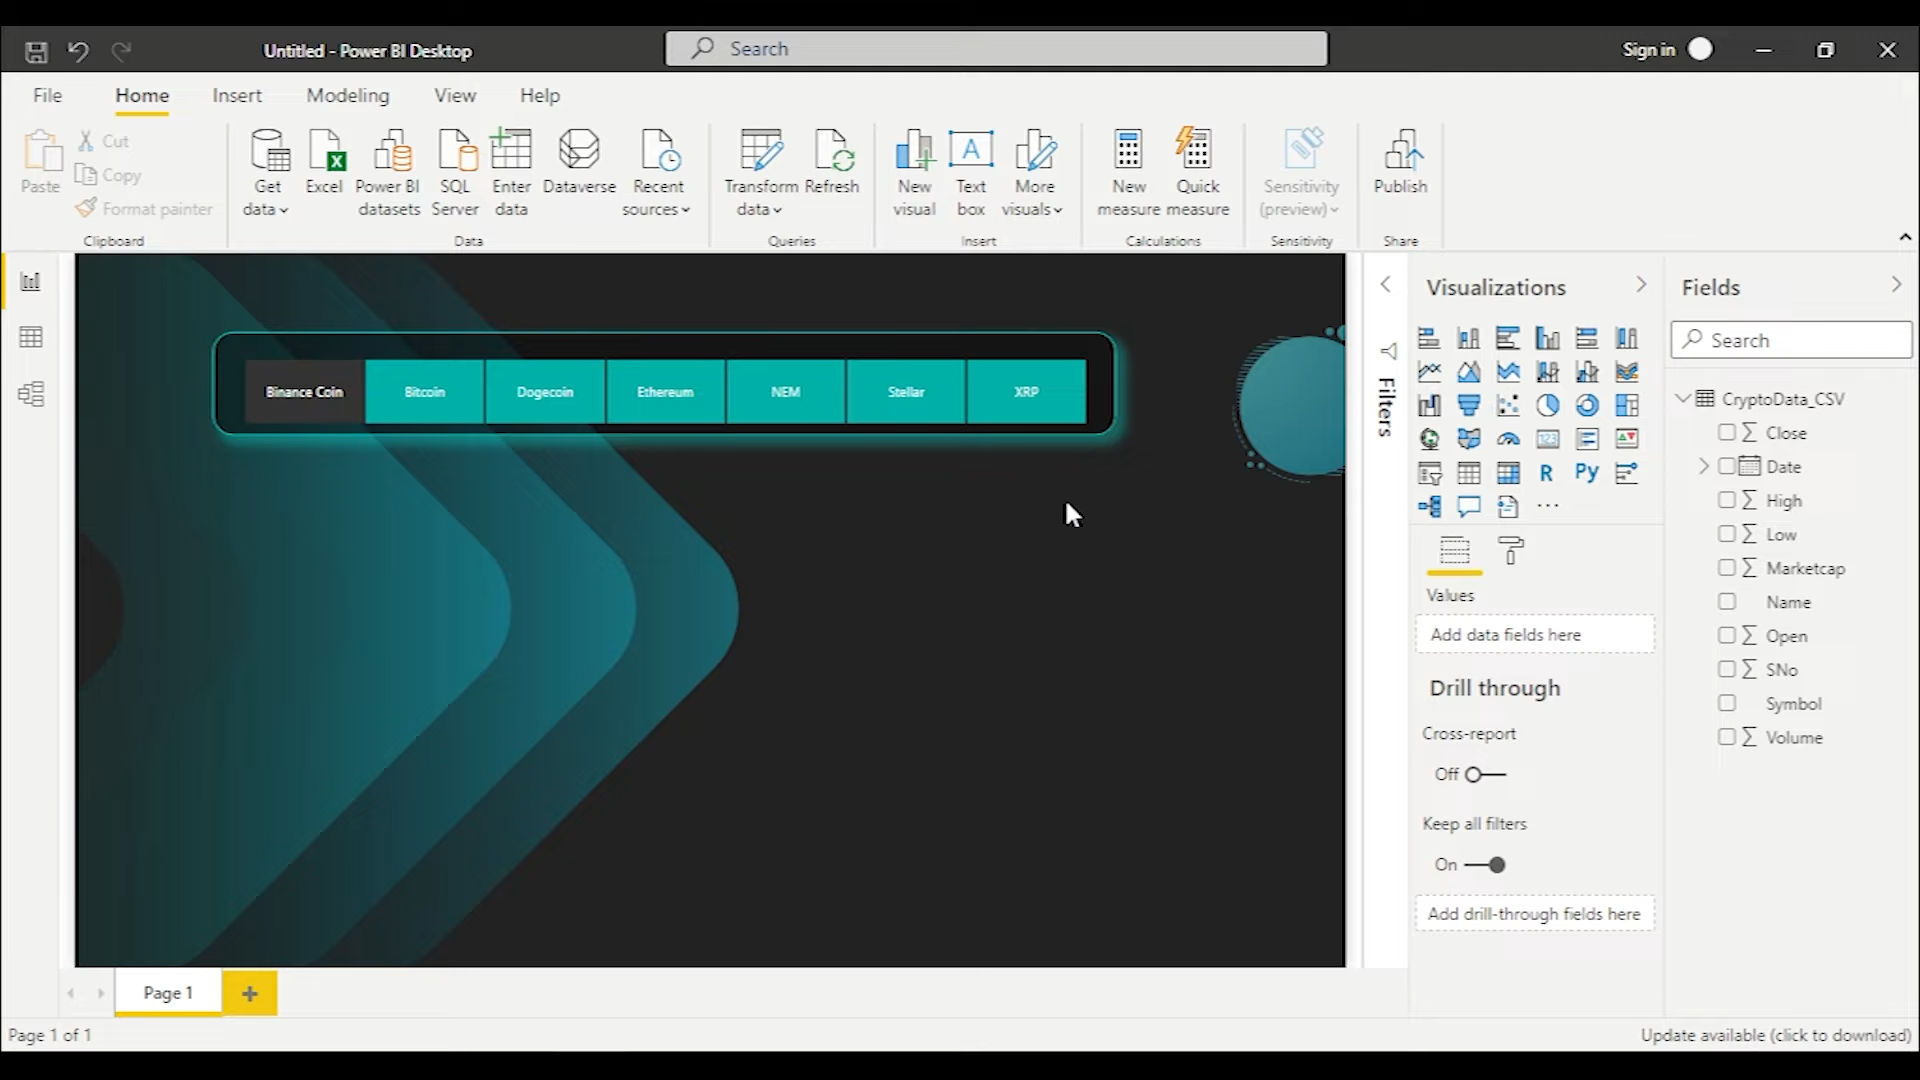 Untitled - Power BI Desktop
Search
Sign in
File
Home
Insert
Modeling
View
Help
Paste
Cut
Copy
Format painter
Clipboard
Get data
Excel
Power BI datasets
SQL Server
Enter data
Dataverse
Recent sources
Data
Transform data
Refresh
Queries
New visual
Text box
More visuals
Insert
New measure
Quick measure
Calculations
Sensitivity (preview)
Sensitivity
Publish
Share
Binance Coin
Bitcoin
Dogecoin
Ethereum
NEM
Stellar
XRP
Filters
Visualizations
R
Py
123
Values
Add data fields here
Drill through
Cross-report
Off
Keep all filters
On
Add drill-through fields here
Fields
Search
CryptoData_CSV
Close
Date
High
Low
Marketcap
Name
Open
SNo
Symbol
Volume
Page 1
Page 1 of 1
Update available (click to download)